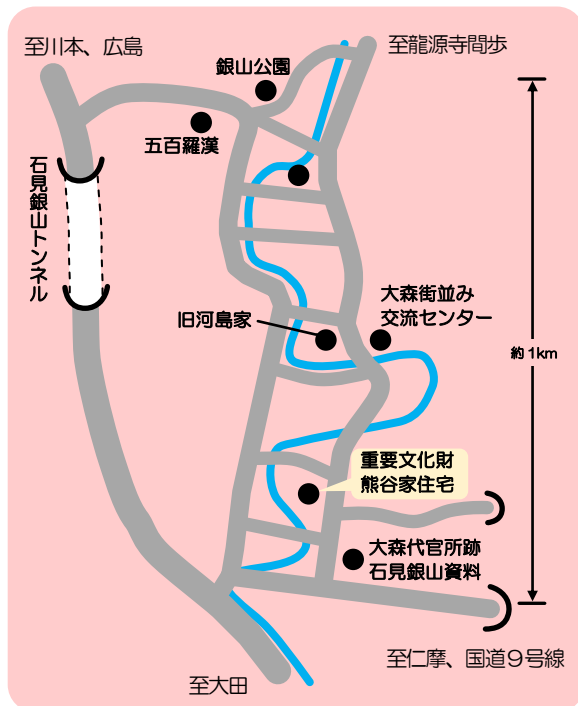 至川本、広島
至龍源寺間歩
銀山公園
五百羅漢
石見銀山トンネル
大森街並み
交流センター
旧河島家
約1km
重要文化財
熊谷家住宅
大森代官所跡
石見銀山資料
至仁摩、国道9号線
至大田